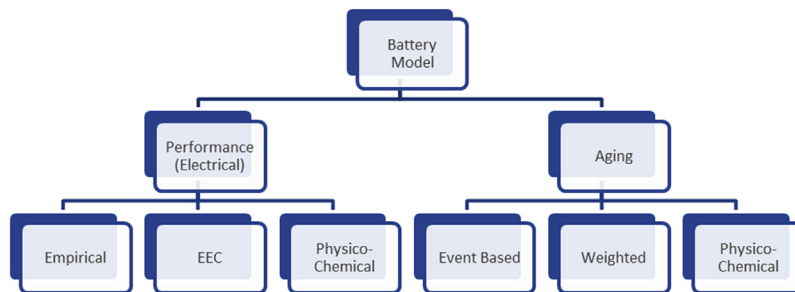 Battery
Model
Performance
(Electrical)
Aging
Empirical
EEC
Physico-
Chemical
Event Based
Weighted
Physico-
Chemical